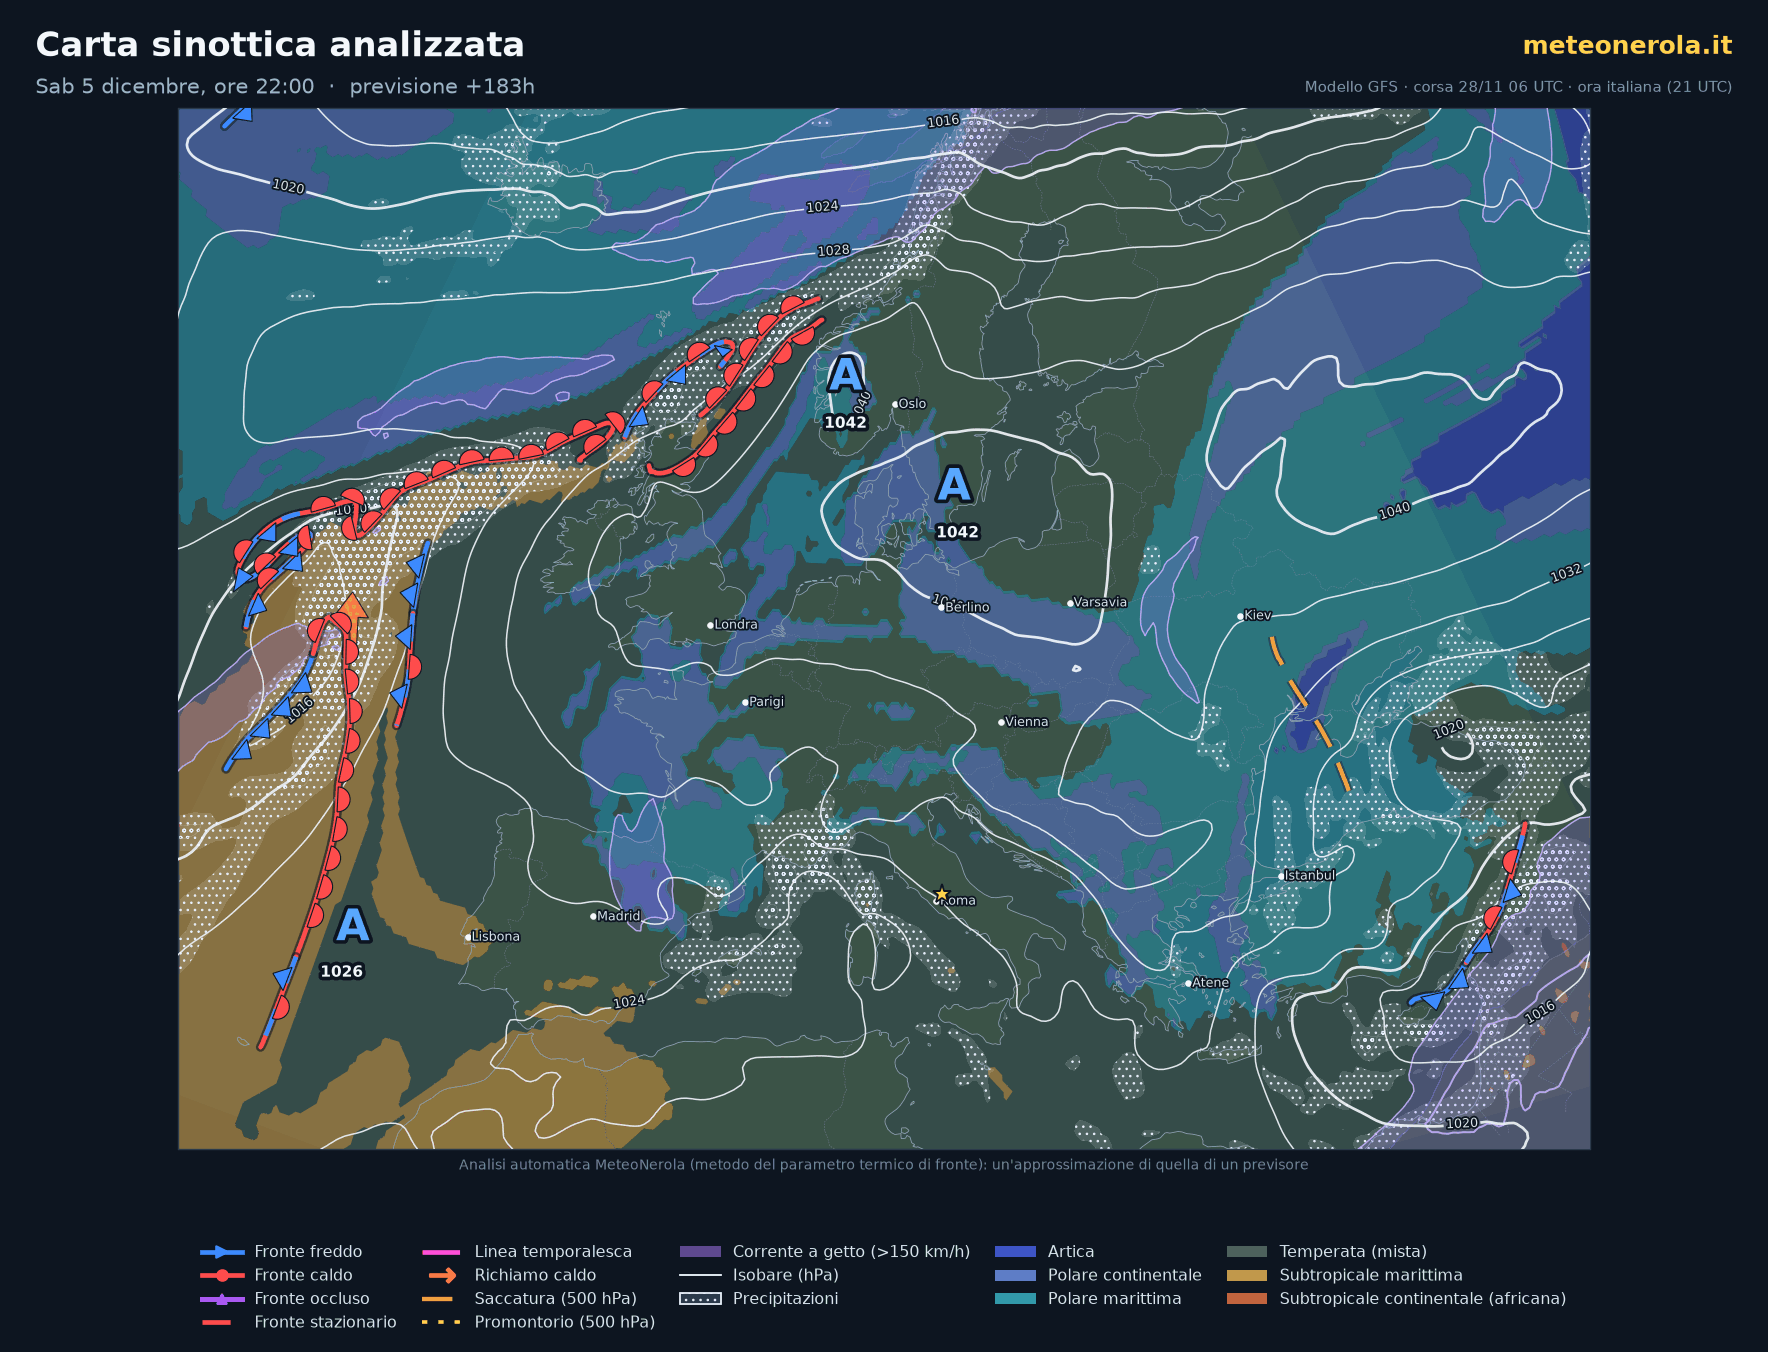 Carta sinottica analizzata
meteonerola.it
Sab 5 dicembre, ore 22:00 · previsione +183h
Modello GFS · corsa 28/11 06 UTC · ora italiana (21 UTC)
1016
1020
1024
1028
A
1042
Oslo
A
1042
1040
1032
Berlino
Varsavia
Kiev
Londra
1016
Parigi
Vienna
1020
Istanbul
Madrid
Roma
Lisbona
A
1026
Atene
1024
1016
1020
Analisi automatica MeteoNerola (metodo del parametro termico di fronte): un'approssimazione di quella di un previsore
Fronte freddo
Linea temporalesca
Corrente a getto (>150 km/h)
Artica
Temperata (mista)
Fronte caldo
Richiamo caldo
Isobare (hPa)
Polare continentale
Subtropicale marittima
Fronte occluso
Saccatura (500 hPa)
Precipitazioni
Polare marittima
Subtropicale continentale (africana)
Fronte stazionario
Promontorio (500 hPa)